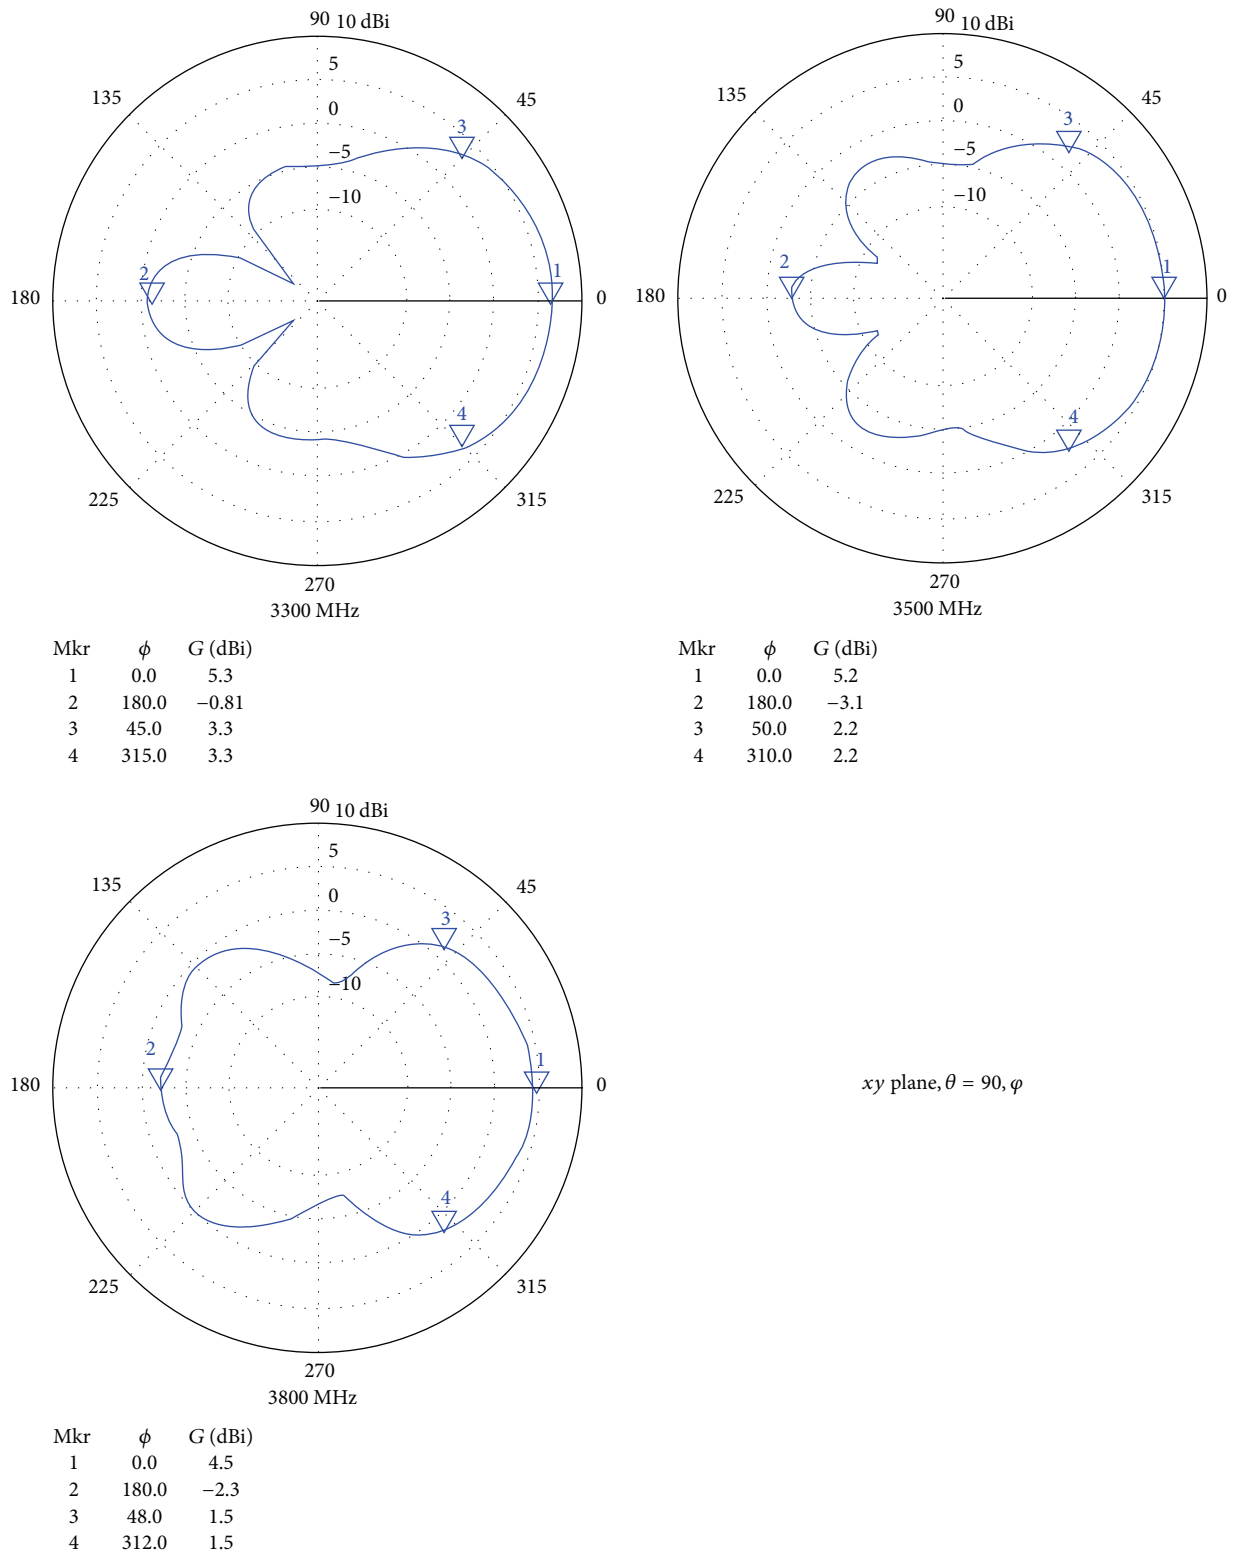 90 10 dBi
5
135
45
0
−5
3
−10
2
1
180
0
4
225
315
270
3300 MHz
Mkr ϕ G (dBi)
1 0.0 5.3
2 180.0 −0.81
3 45.0 3.3
4 315.0 3.3
90 10 dBi
5
135
45
0
3
−5
−10
2
1
180
0
4
225
315
270
3500 MHz
Mkr ϕ G (dBi)
1 0.0 5.2
2 180.0 −3.1
3 50.0 2.2
4 310.0 2.2
90 10 dBi
5
135
45
0
3
−5
−10
2
1
180
0
4
225
315
270
3800 MHz
Mkr ϕ G (dBi)
1 0.0 4.5
2 180.0 −2.3
3 48.0 1.5
4 312.0 1.5
xy plane, θ = 90, φ